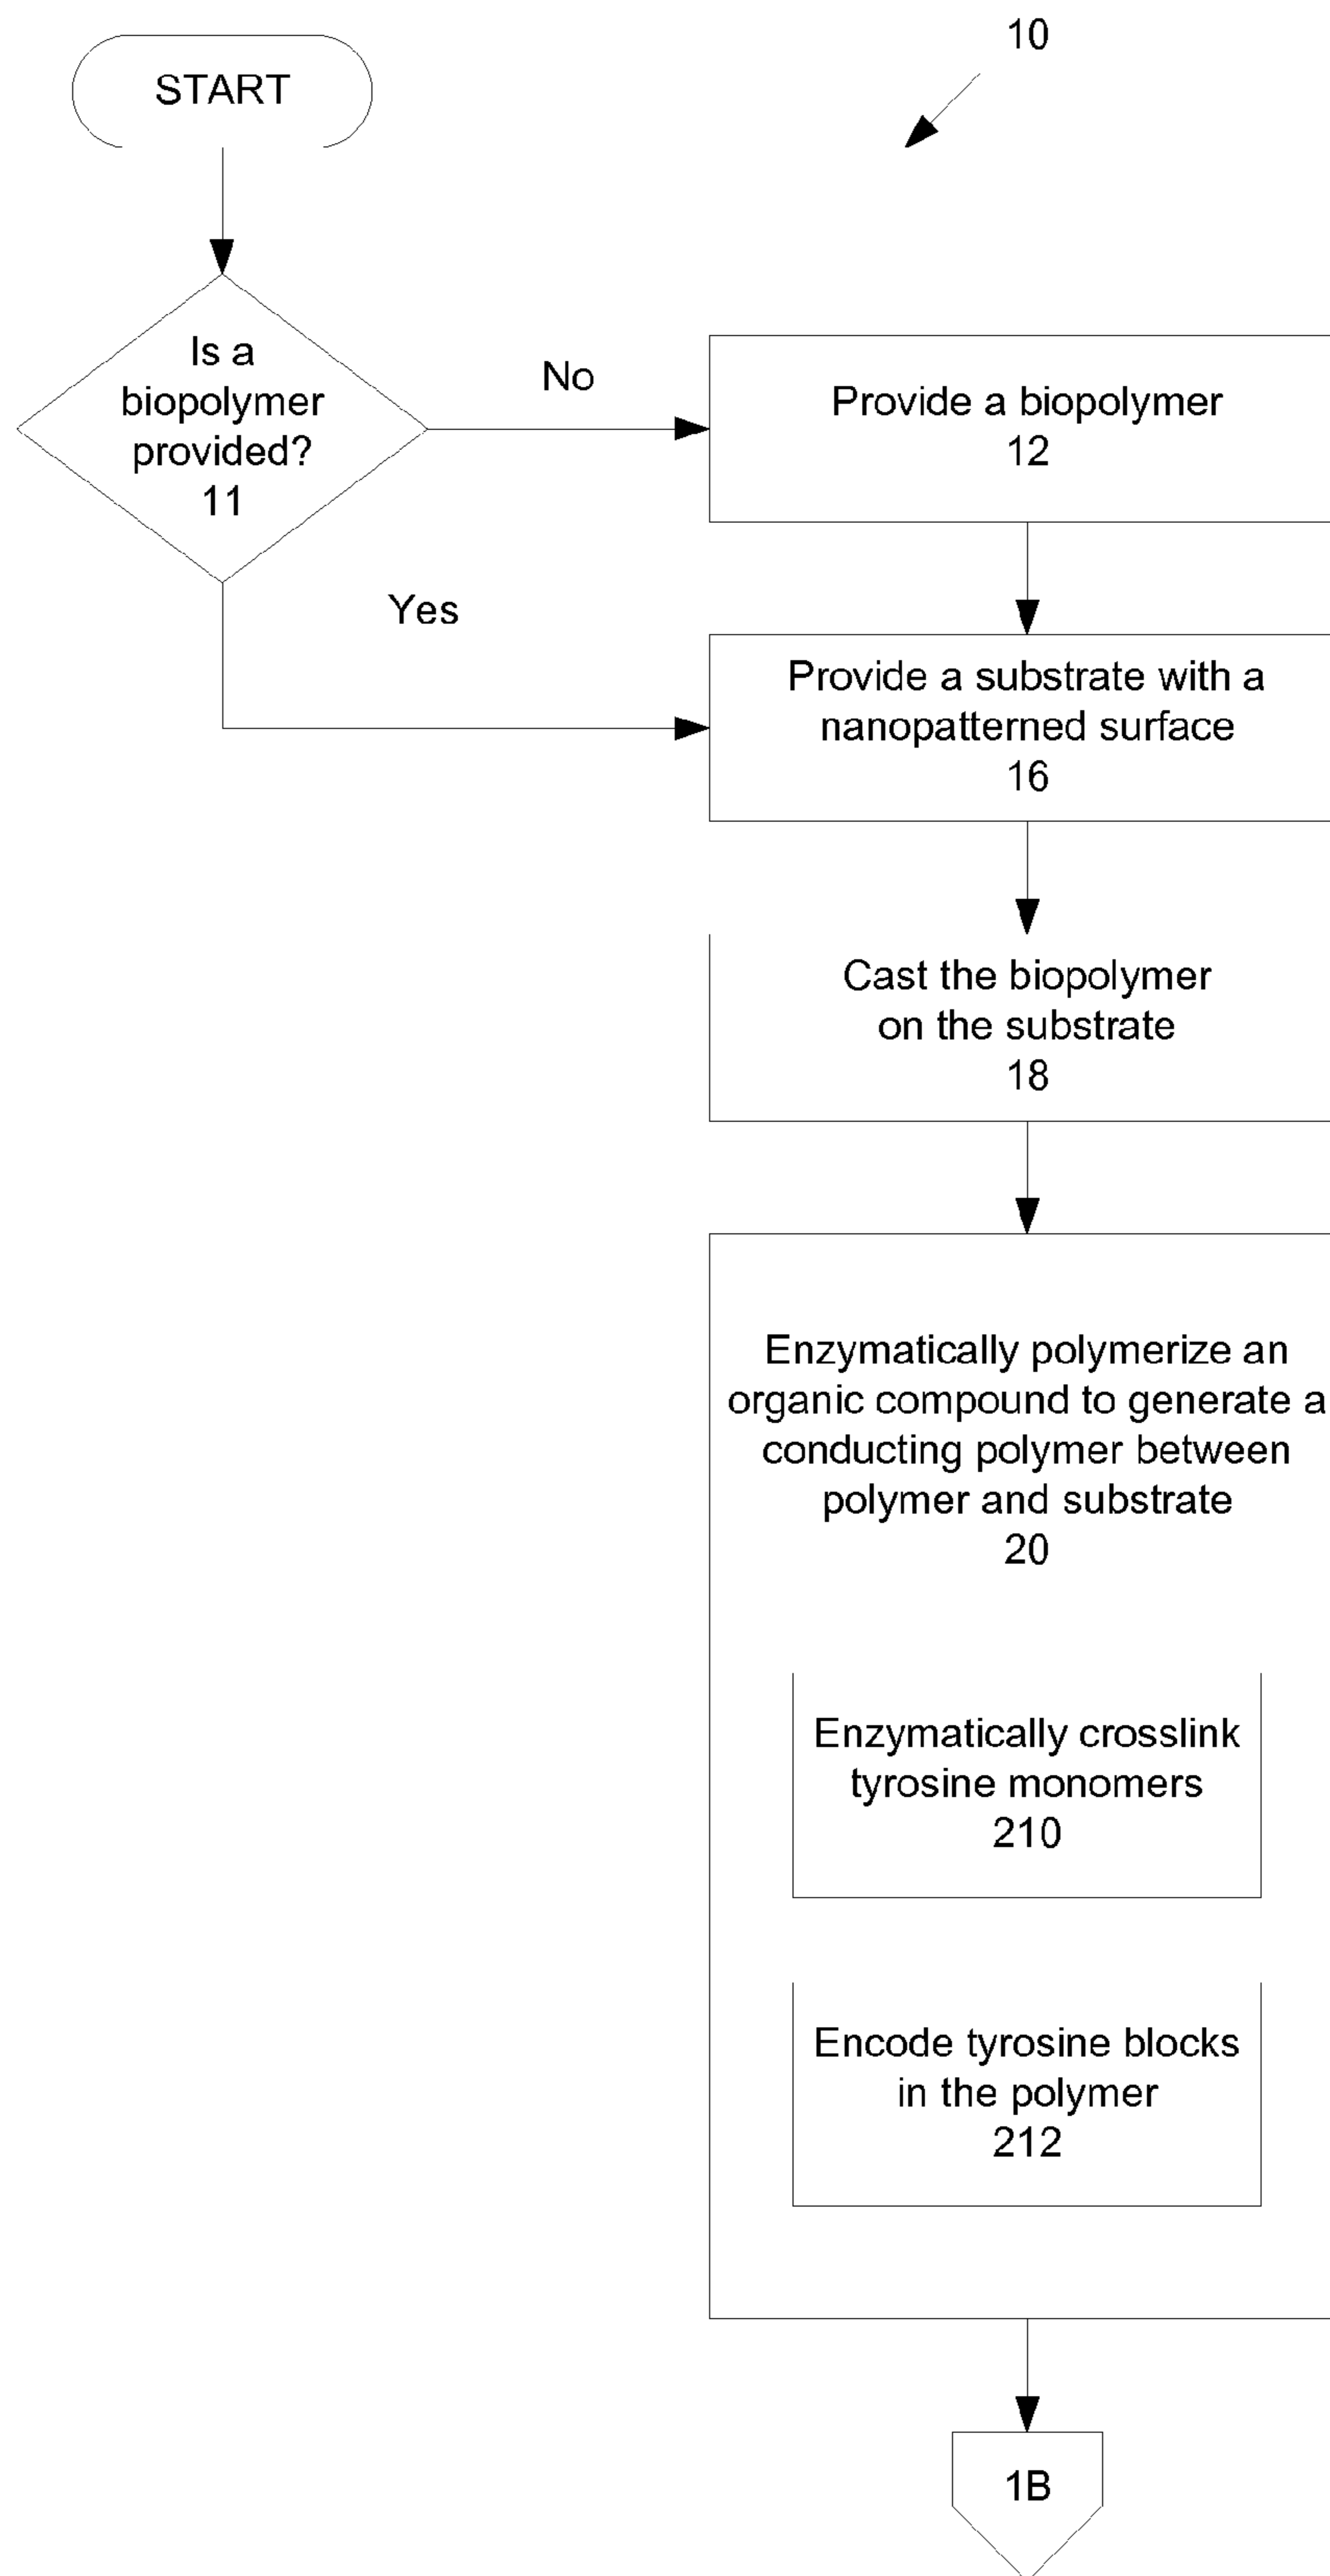 START
10
Is a
biopolymer
provided?
11
No
Provide a biopolymer
12
Yes
Provide a substrate with a
nanopatterned surface
16
Cast the biopolymer
on the substrate
18
Enzymatically polymerize an
organic compound to generate a
conducting polymer between
polymer and substrate
20
Enzymatically crosslink
tyrosine monomers
210
Encode tyrosine blocks
in the polymer
212
1B